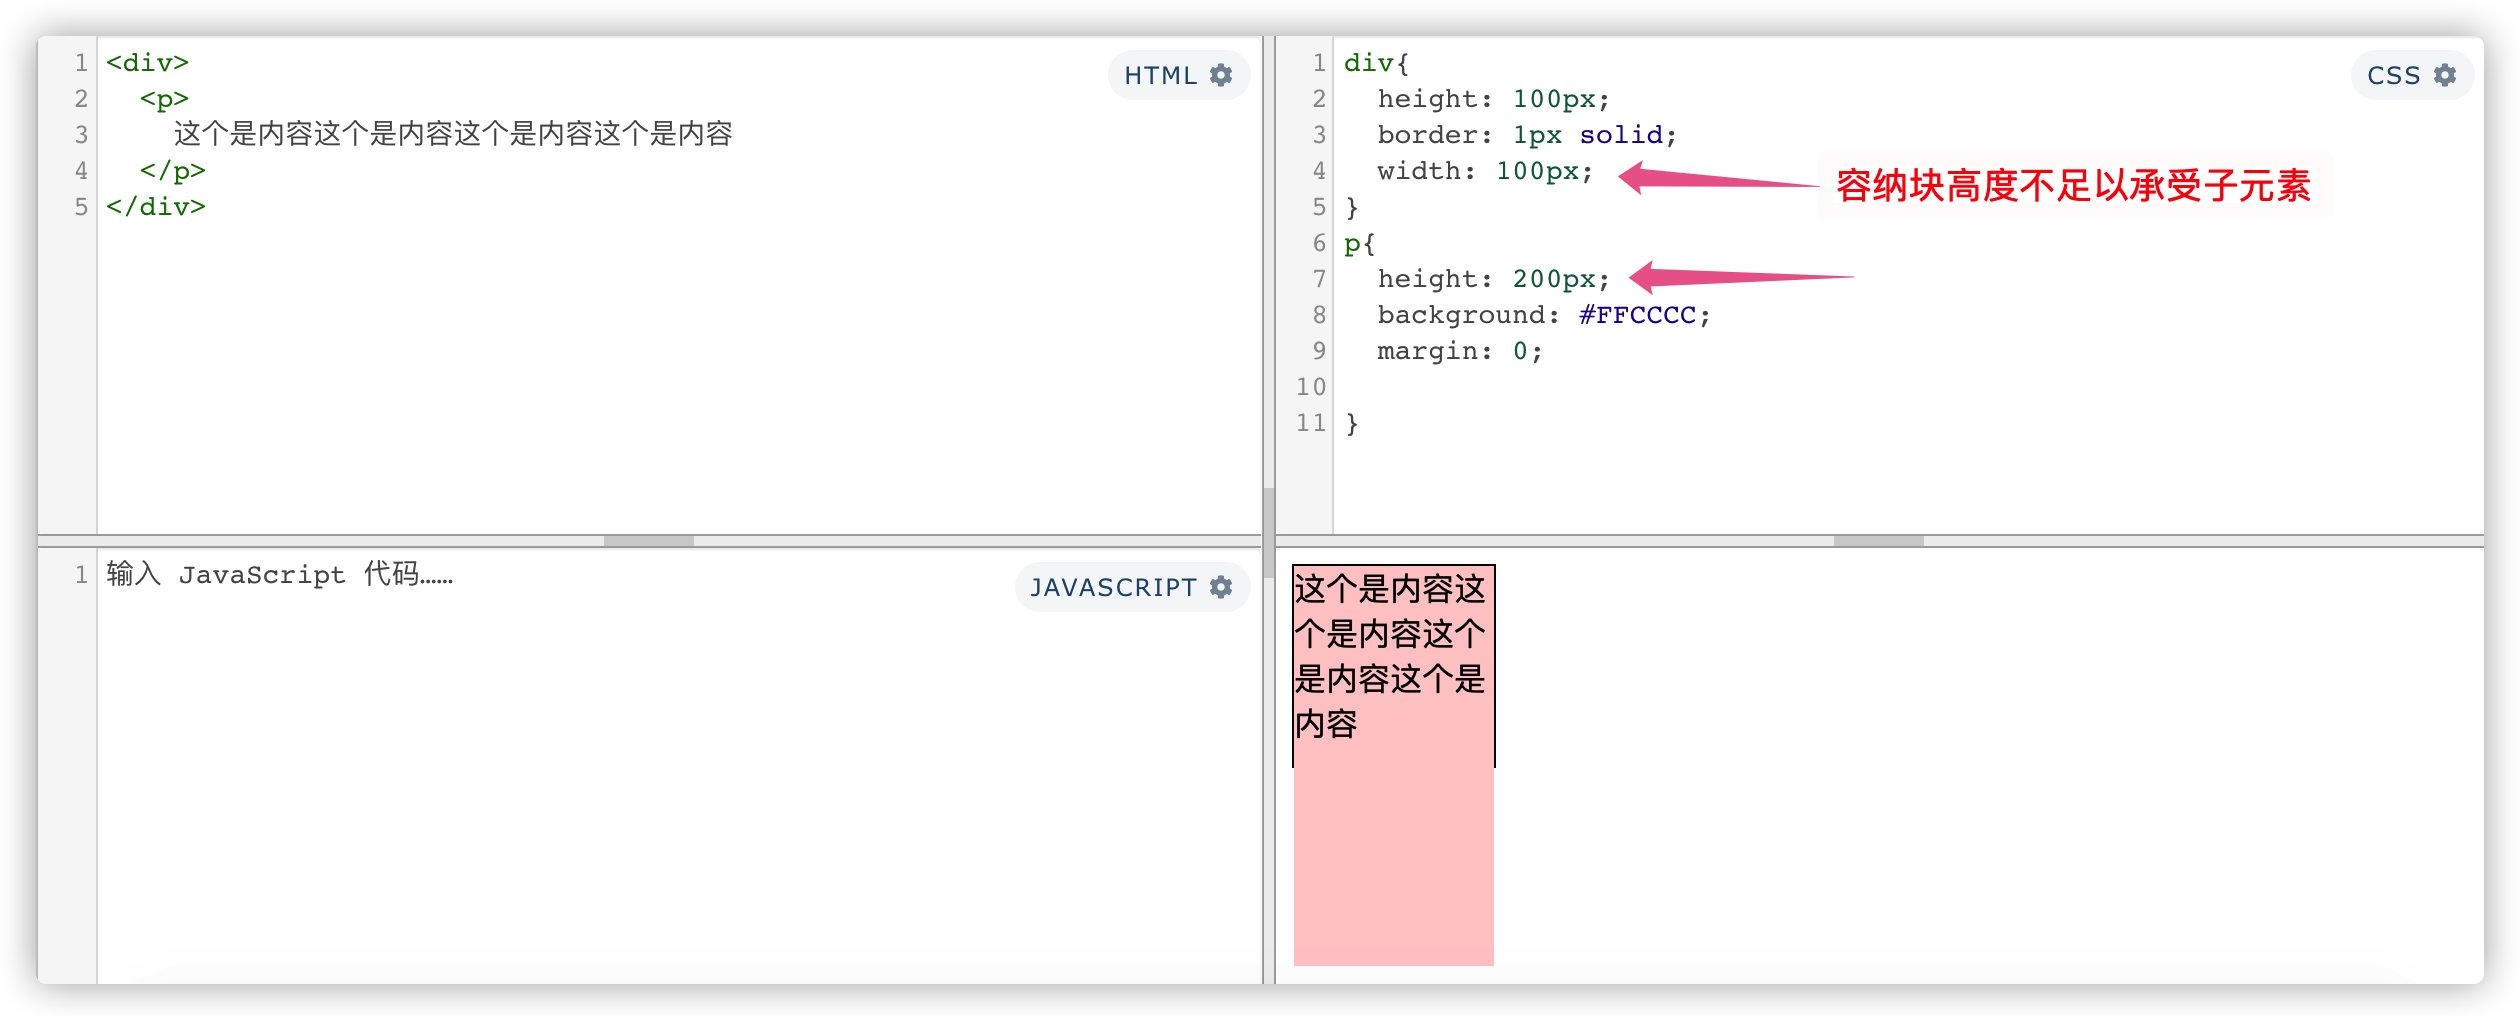 HTML
1 <div>
2 <p>
3 这个是内容这个是内容这个是内容这个是内容
4 </p>
5 </div>
CSS
1 div{
2 height: 100px;
3 border: 1px solid;
4 width: 100px;
容纳块高度不足以承受子元素
5 }
6 p{
7 height: 200px;
8 background: #FFCCCC;
9 margin: 0;
10
11 }
JAVASCRIPT
1 输入 JavaScript 代码……
这个是内容这
个是内容这个
是内容这个是
内容